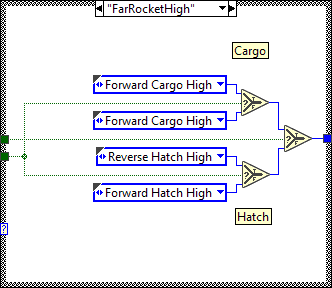 "FarRocketHigh"
Cargo
Forward Cargo High
T
?
F
Forward Cargo High
T
?
F
Reverse Hatch High
T
?
F
Forward Hatch High
Hatch
?